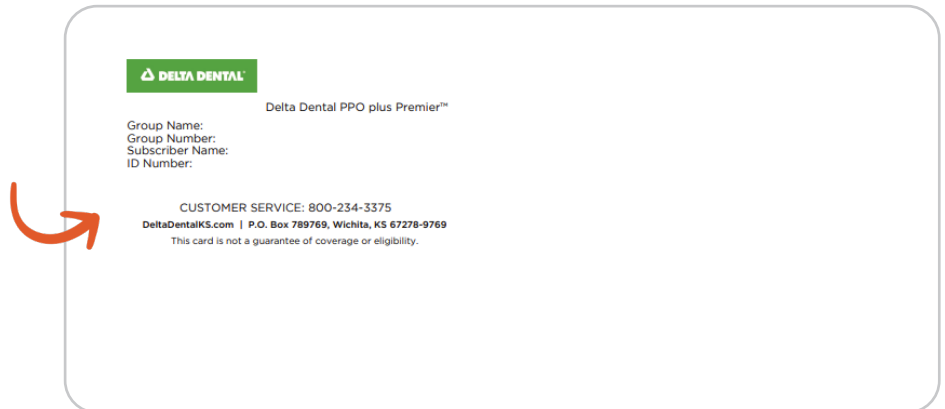 DELTA DENTAL
Delta Dental PPO plus Premier™
Group Name:
Group Number:
Subscriber Name:
ID Number:
CUSTOMER SERVICE: 800-234-3375
DeltaDentalKS.com | P.O. Box 789769, Wichita, KS 67278-9769
This card is not a guarantee of coverage or eligibility.